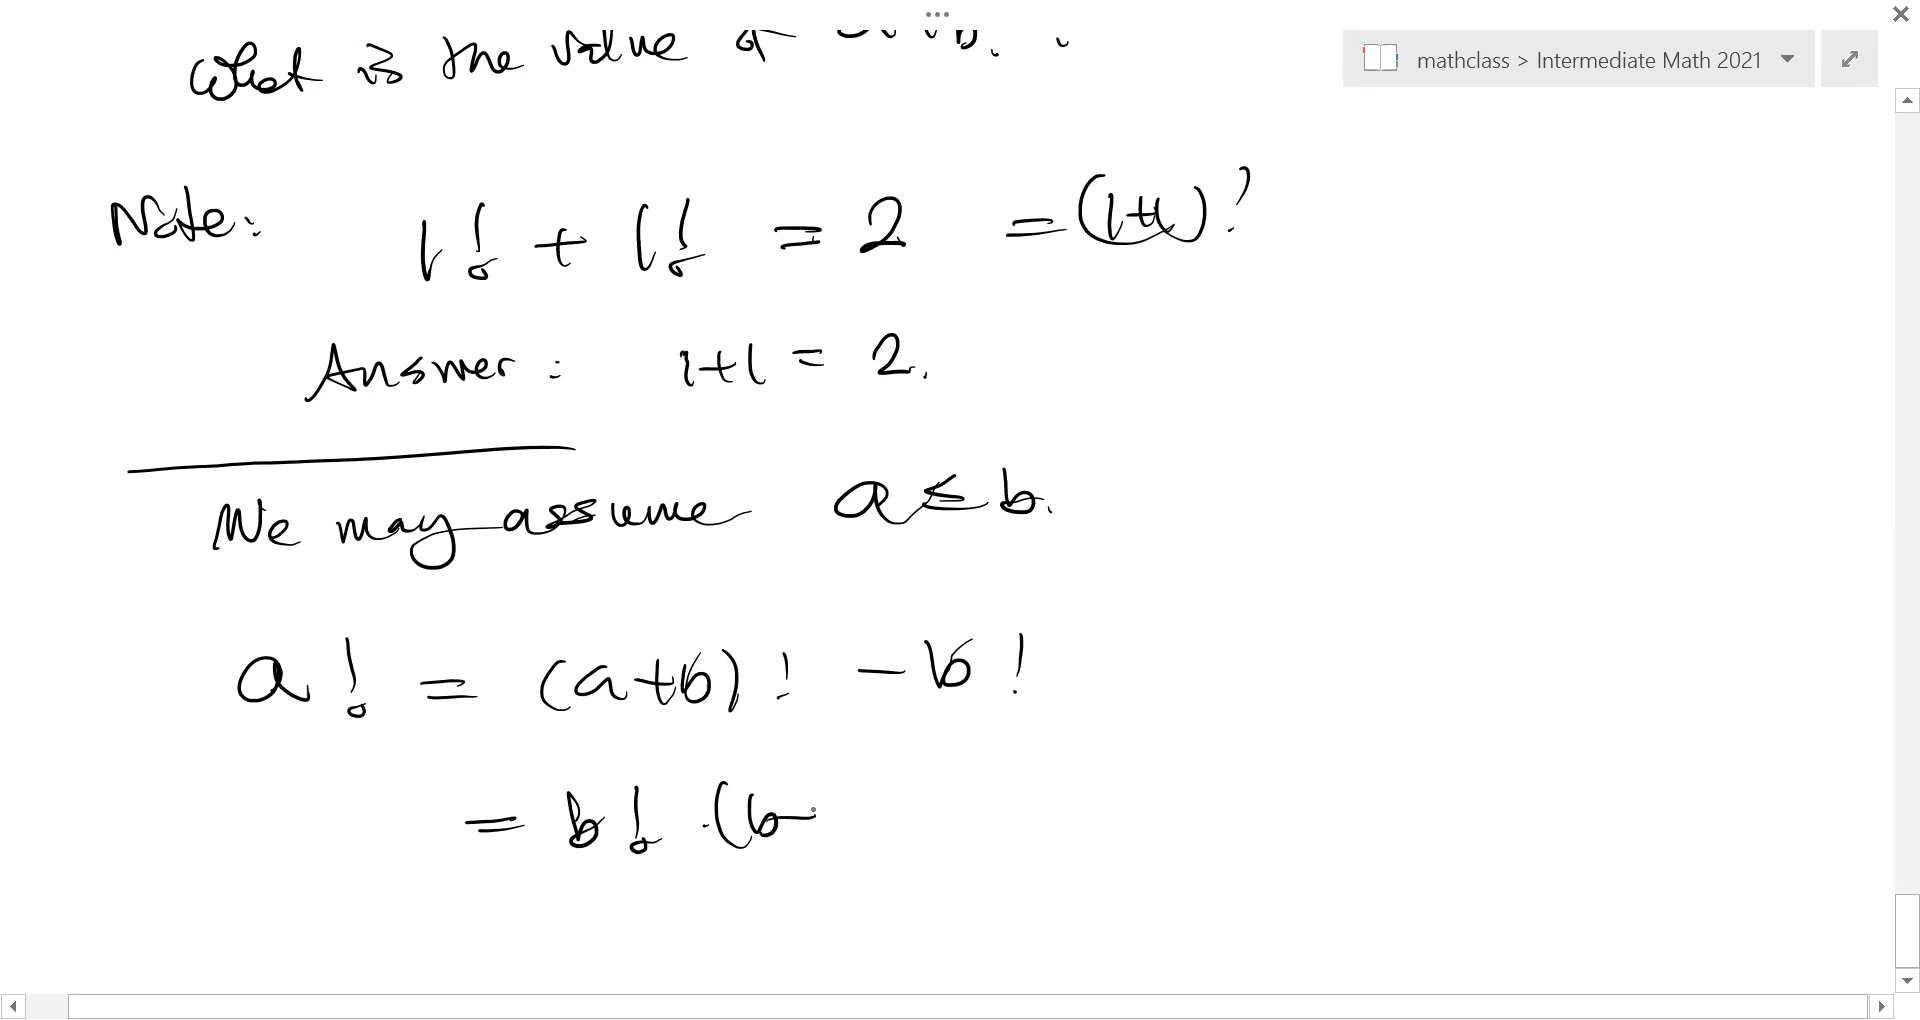 What is the value of
mathclass > Intermediate Math 2021
Note: 1! + 1! = 2 = (1+1)!
Answer: 1+1 = 2.
We may assume a ≤ b.
a! = (a+b)! - b!
= b! · (b